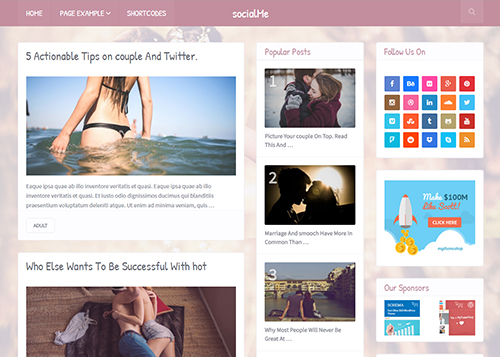 HOME
PAGE EXAMPLE
SHORTCODES
socialMe
5 Actionable Tips on couple And Twitter.
Eaque ipsa quae ab illo inventore veritatis et quasi. Eaque ipsa quae ab illo
inventore veritatis et quasi. Et iusto odio dignissimos ducimus qui blanditiis
praesentium voluptatum deleniti atque. Ut enim ad minima veniam, quis ...
ADULT
Who Else Wants To Be Successful With hot
Popular Posts
1
Picture Your couple On Top. Read
This And ...
2
Marriage And smooch Have More In
Common Than ...
3
Why Most People Will Never Be
Great At ...
Follow Us On
Make $100M
Like Scott!
CLICK HERE
mythemeshop
Our Sponsors
SCHEMA